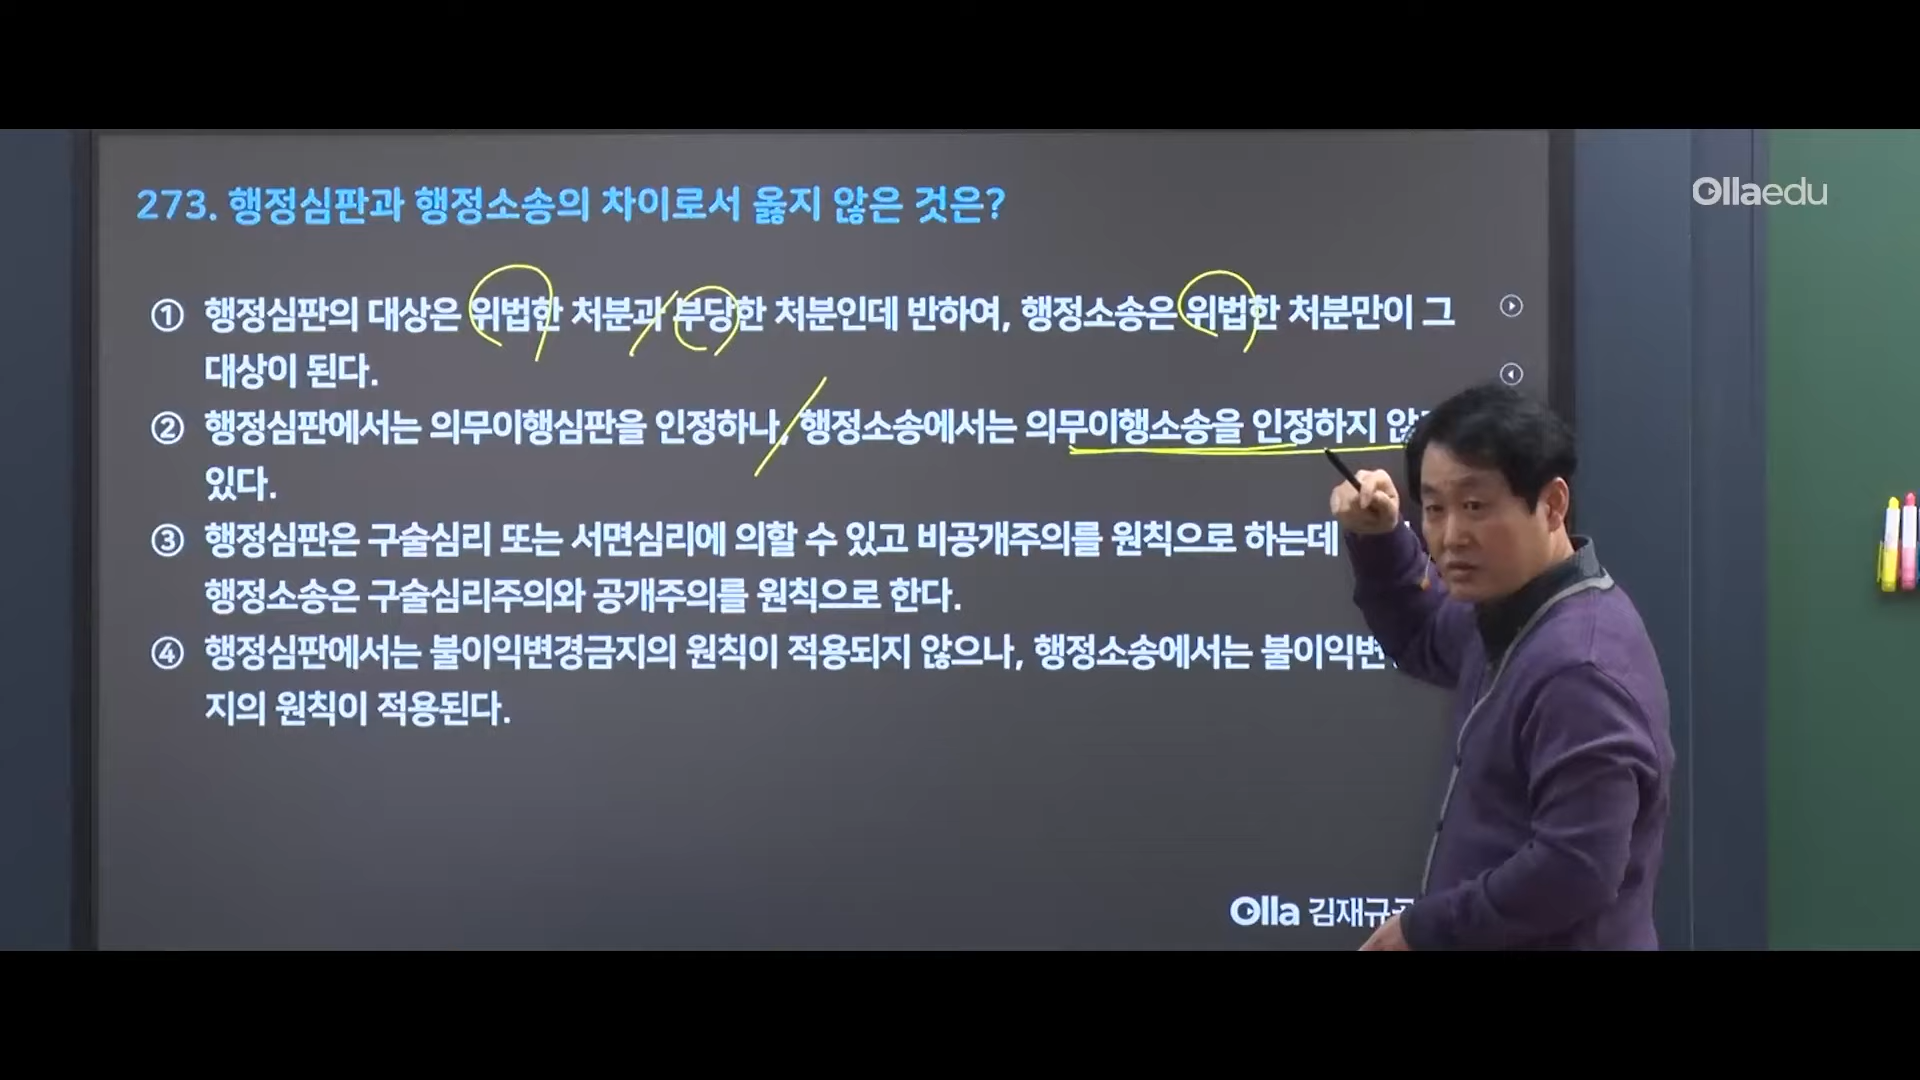 Ollaedu
273. 행정심판과 행정소송의 차이로서 옳지 않은 것은?
① 행정심판의 대상은 위법한 처분과 부당한 처분인데 반하여, 행정소송은 위법한 처분만이 그
대상이 된다.
② 행정심판에서는 의무이행심판을 인정하나, 행정소송에서는 의무이행소송을 인정하지 않
있다.
③ 행정심판은 구술심리 또는 서면심리에 의할 수 있고 비공개주의를 원칙으로 하는데
행정소송은 구술심리주의와 공개주의를 원칙으로 한다.
④ 행정심판에서는 불이익변경금지의 원칙이 적용되지 않으나, 행정소송에서는 불이익변
지의 원칙이 적용된다.
Olla 김재규